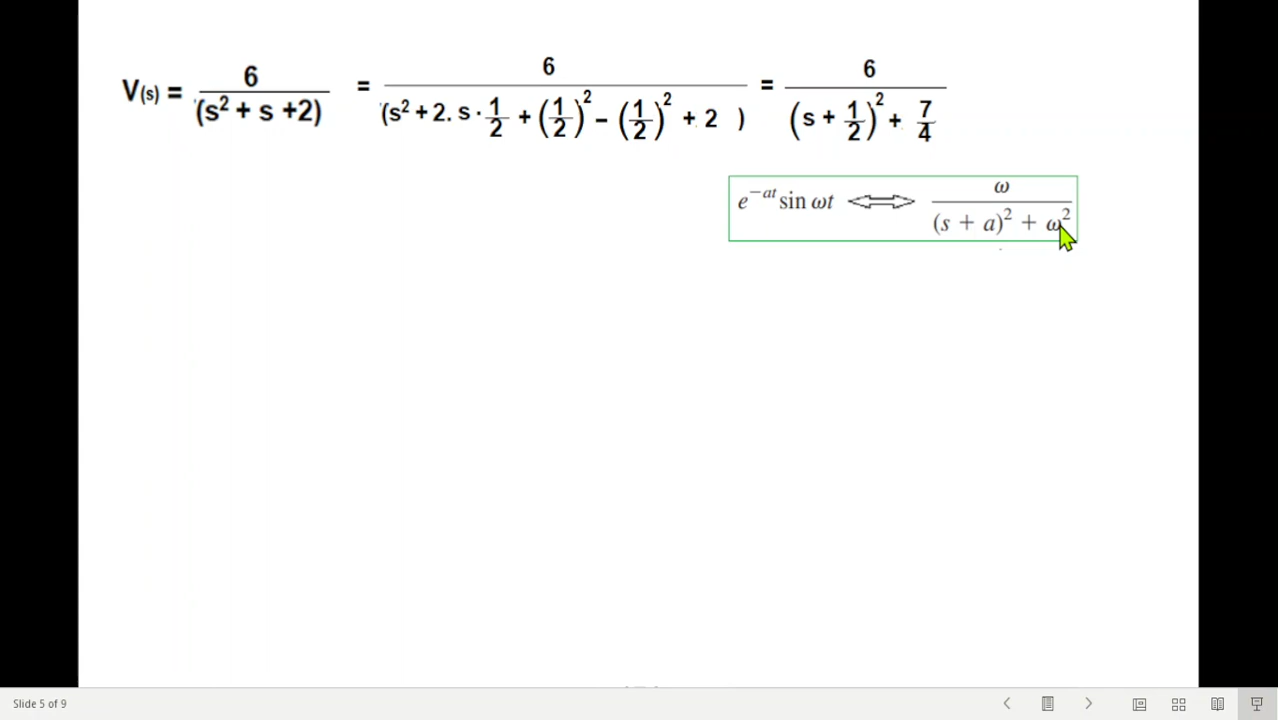 V(s) = 6/(s² + s +2) = 6/(s² + 2. s · 1/2 + (1/2)² − (1/2)² + 2 ) = 6/(s + 1/2)² + 7/4
e^−at sin ωt ⟺ ω/(s + a)² + ω²
Slide 5 of 9